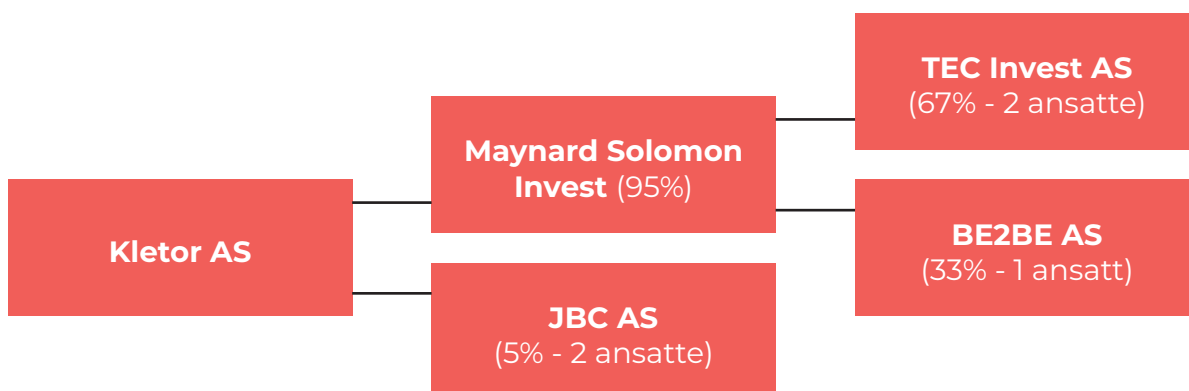 Kletor AS
Maynard Solomon
Invest (95%)
JBC AS
(5% - 2 ansatte)
TEC Invest AS
(67% - 2 ansatte)
BE2BE AS
(33% - 1 ansatt)